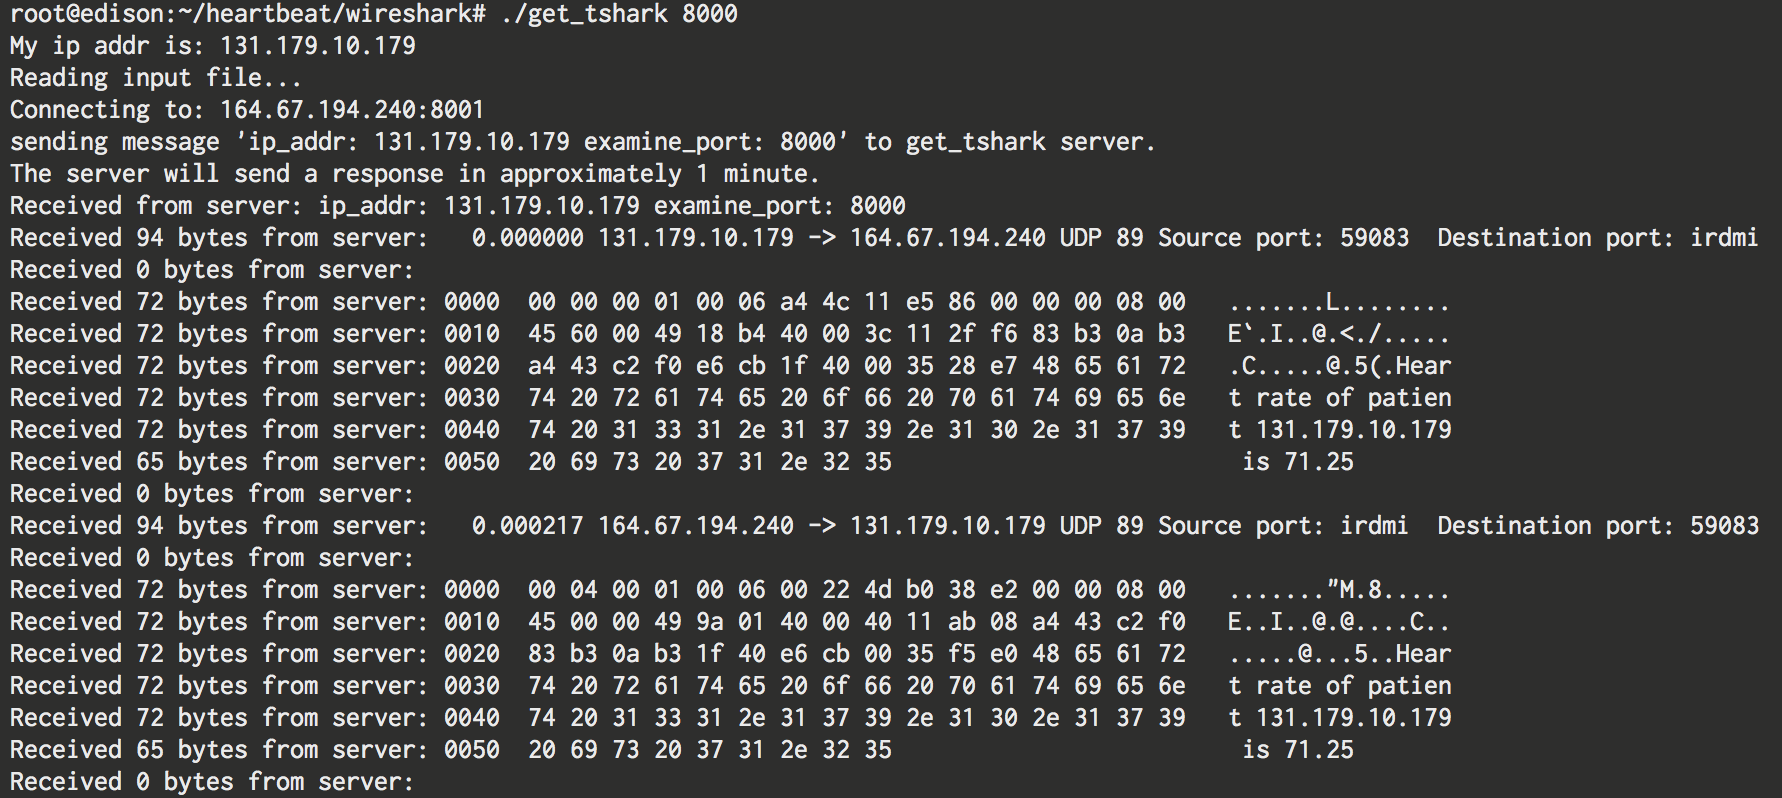 root@edison:~/heartbeat/wireshark# ./get_tshark 8000
My ip addr is: 131.179.10.179
Reading input file...
Connecting to: 164.67.194.240:8001
sending message 'ip_addr: 131.179.10.179 examine_port: 8000' to get_tshark server.
The server will send a response in approximately 1 minute.
Received from server: ip_addr: 131.179.10.179 examine_port: 8000
Received 94 bytes from server:   0.000000 131.179.10.179 -> 164.67.194.240 UDP 89 Source port: 59083  Destination port: irdmi
Received 0 bytes from server:
Received 72 bytes from server: 0000  00 00 00 01 00 06 a4 4c 11 e5 86 00 00 00 08 00   .......L........
Received 72 bytes from server: 0010  45 60 00 49 18 b4 40 00 3c 11 2f f6 83 b3 0a b3   E`.I..@.<./.....
Received 72 bytes from server: 0020  a4 43 c2 f0 e6 cb 1f 40 00 35 28 e7 48 65 61 72   .C.....@.5(.Hear
Received 72 bytes from server: 0030  74 20 72 61 74 65 20 6f 66 20 70 61 74 69 65 6e   t rate of patien
Received 72 bytes from server: 0040  74 20 31 33 31 2e 31 37 39 2e 31 30 2e 31 37 39   t 131.179.10.179
Received 65 bytes from server: 0050  20 69 73 20 37 31 2e 32 35                         is 71.25
Received 0 bytes from server:
Received 94 bytes from server:   0.000217 164.67.194.240 -> 131.179.10.179 UDP 89 Source port: irdmi  Destination port: 59083
Received 0 bytes from server:
Received 72 bytes from server: 0000  00 04 00 01 00 06 00 22 4d b0 38 e2 00 00 08 00   ......."M.8.....
Received 72 bytes from server: 0010  45 00 00 49 9a 01 40 00 40 11 ab 08 a4 43 c2 f0   E..I..@.@....C..
Received 72 bytes from server: 0020  83 b3 0a b3 1f 40 e6 cb 00 35 f5 e0 48 65 61 72   .....@...5..Hear
Received 72 bytes from server: 0030  74 20 72 61 74 65 20 6f 66 20 70 61 74 69 65 6e   t rate of patien
Received 72 bytes from server: 0040  74 20 31 33 31 2e 31 37 39 2e 31 30 2e 31 37 39   t 131.179.10.179
Received 65 bytes from server: 0050  20 69 73 20 37 31 2e 32 35                         is 71.25
Received 0 bytes from server: